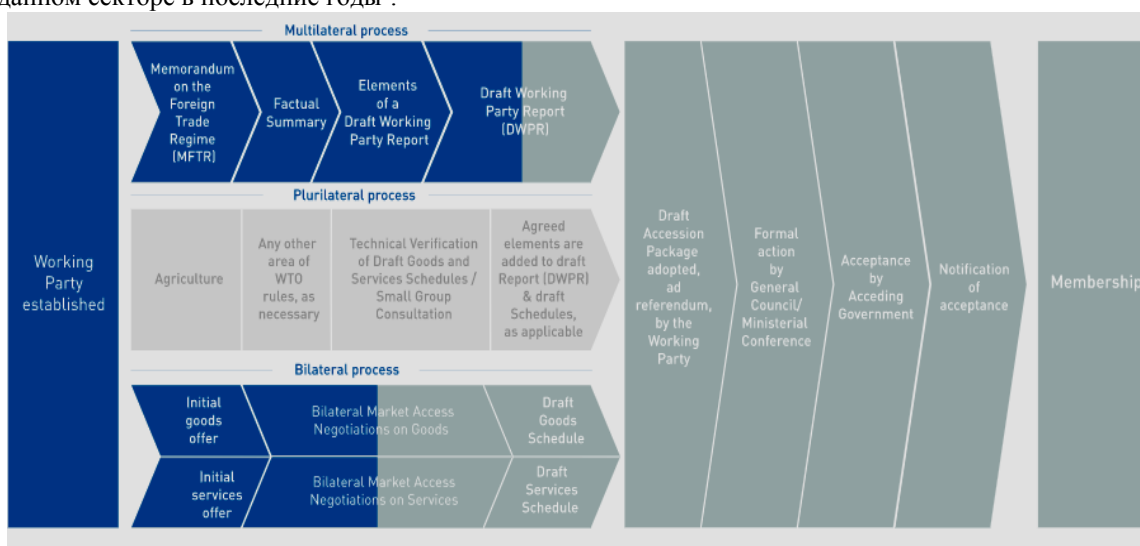 данном секторе в последние годы .
Multilateral process
Memorandum
on the
Foreign
Trade
Regime
(MFTR)
Factual
Summary
Elements
of a
Draft Working
Party Report
Draft Working
Party Report
(DWPR)
Plurilateral process
Agriculture
Any other
area of
WTO
rules, as
necessary
Technical Verification
of Draft Goods and
Services Schedules /
Small Group
Consultation
Agreed
elements are
added to draft
Report (DWPR)
& draft
Schedules,
as applicable
Bilateral process
Initial
goods
offer
Bilateral Market Access
Negotiations on Goods
Draft
Goods
Schedule
Initial
services
offer
Bilateral Market Access
Negotiations on Services
Draft
Services
Schedule
Working
Party
established
Draft
Accession
Package
adopted,
ad
referendum,
by the
Working
Party
Formal
action
by
General
Council/
Ministerial
Conference
Acceptance
by
Acceding
Government
Notification
of
acceptance
Membership